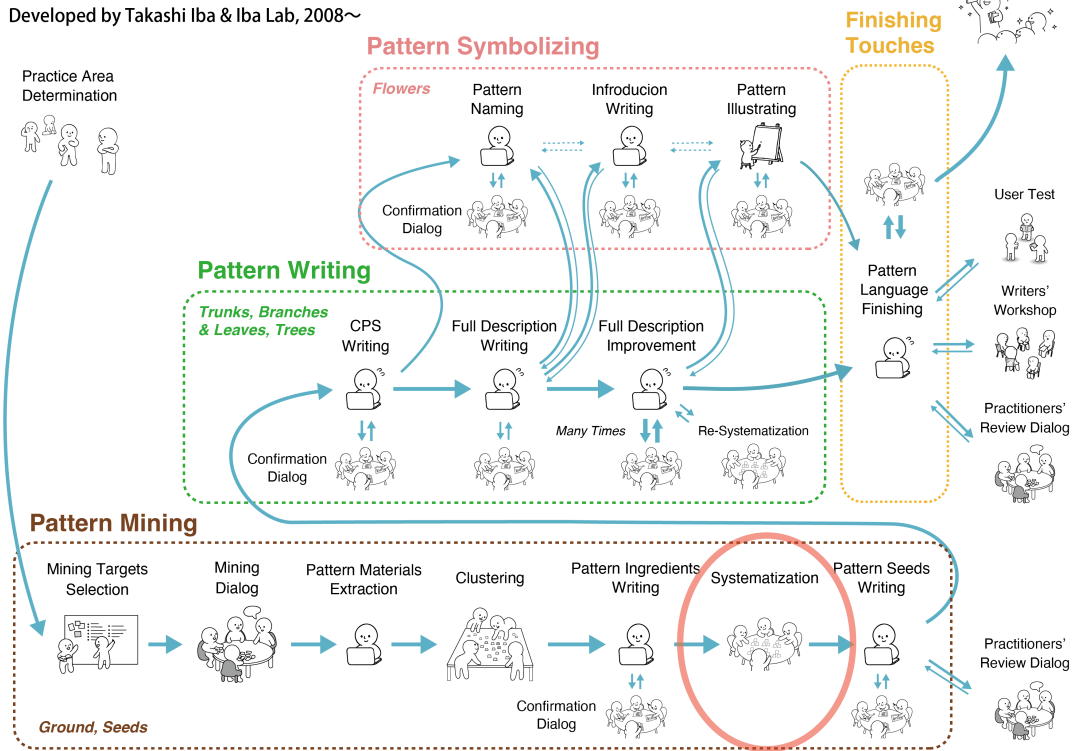 Developed by Takashi Iba & Iba Lab, 2008～
Finishing
Touches
Pattern Symbolizing
Practice Area
Determination
Flowers
Pattern
Naming
Introducion
Writing
Pattern
Illustrating
Confirmation
Dialog
User Test
Pattern Writing
Pattern
Language
Finishing
Writers’
Workshop
Trunks, Branches
& Leaves, Trees
CPS
Writing
Full Description
Writing
Full Description
Improvement
Many Times
Re-Systematization
Confirmation
Dialog
Practitioners’
Review Dialog
Pattern Mining
Mining Targets
Selection
Mining
Dialog
Pattern Materials
Extraction
Clustering
Pattern Ingredients
Writing
Systematization
Pattern Seeds
Writing
Confirmation
Dialog
Practitioners’
Review Dialog
Ground, Seeds